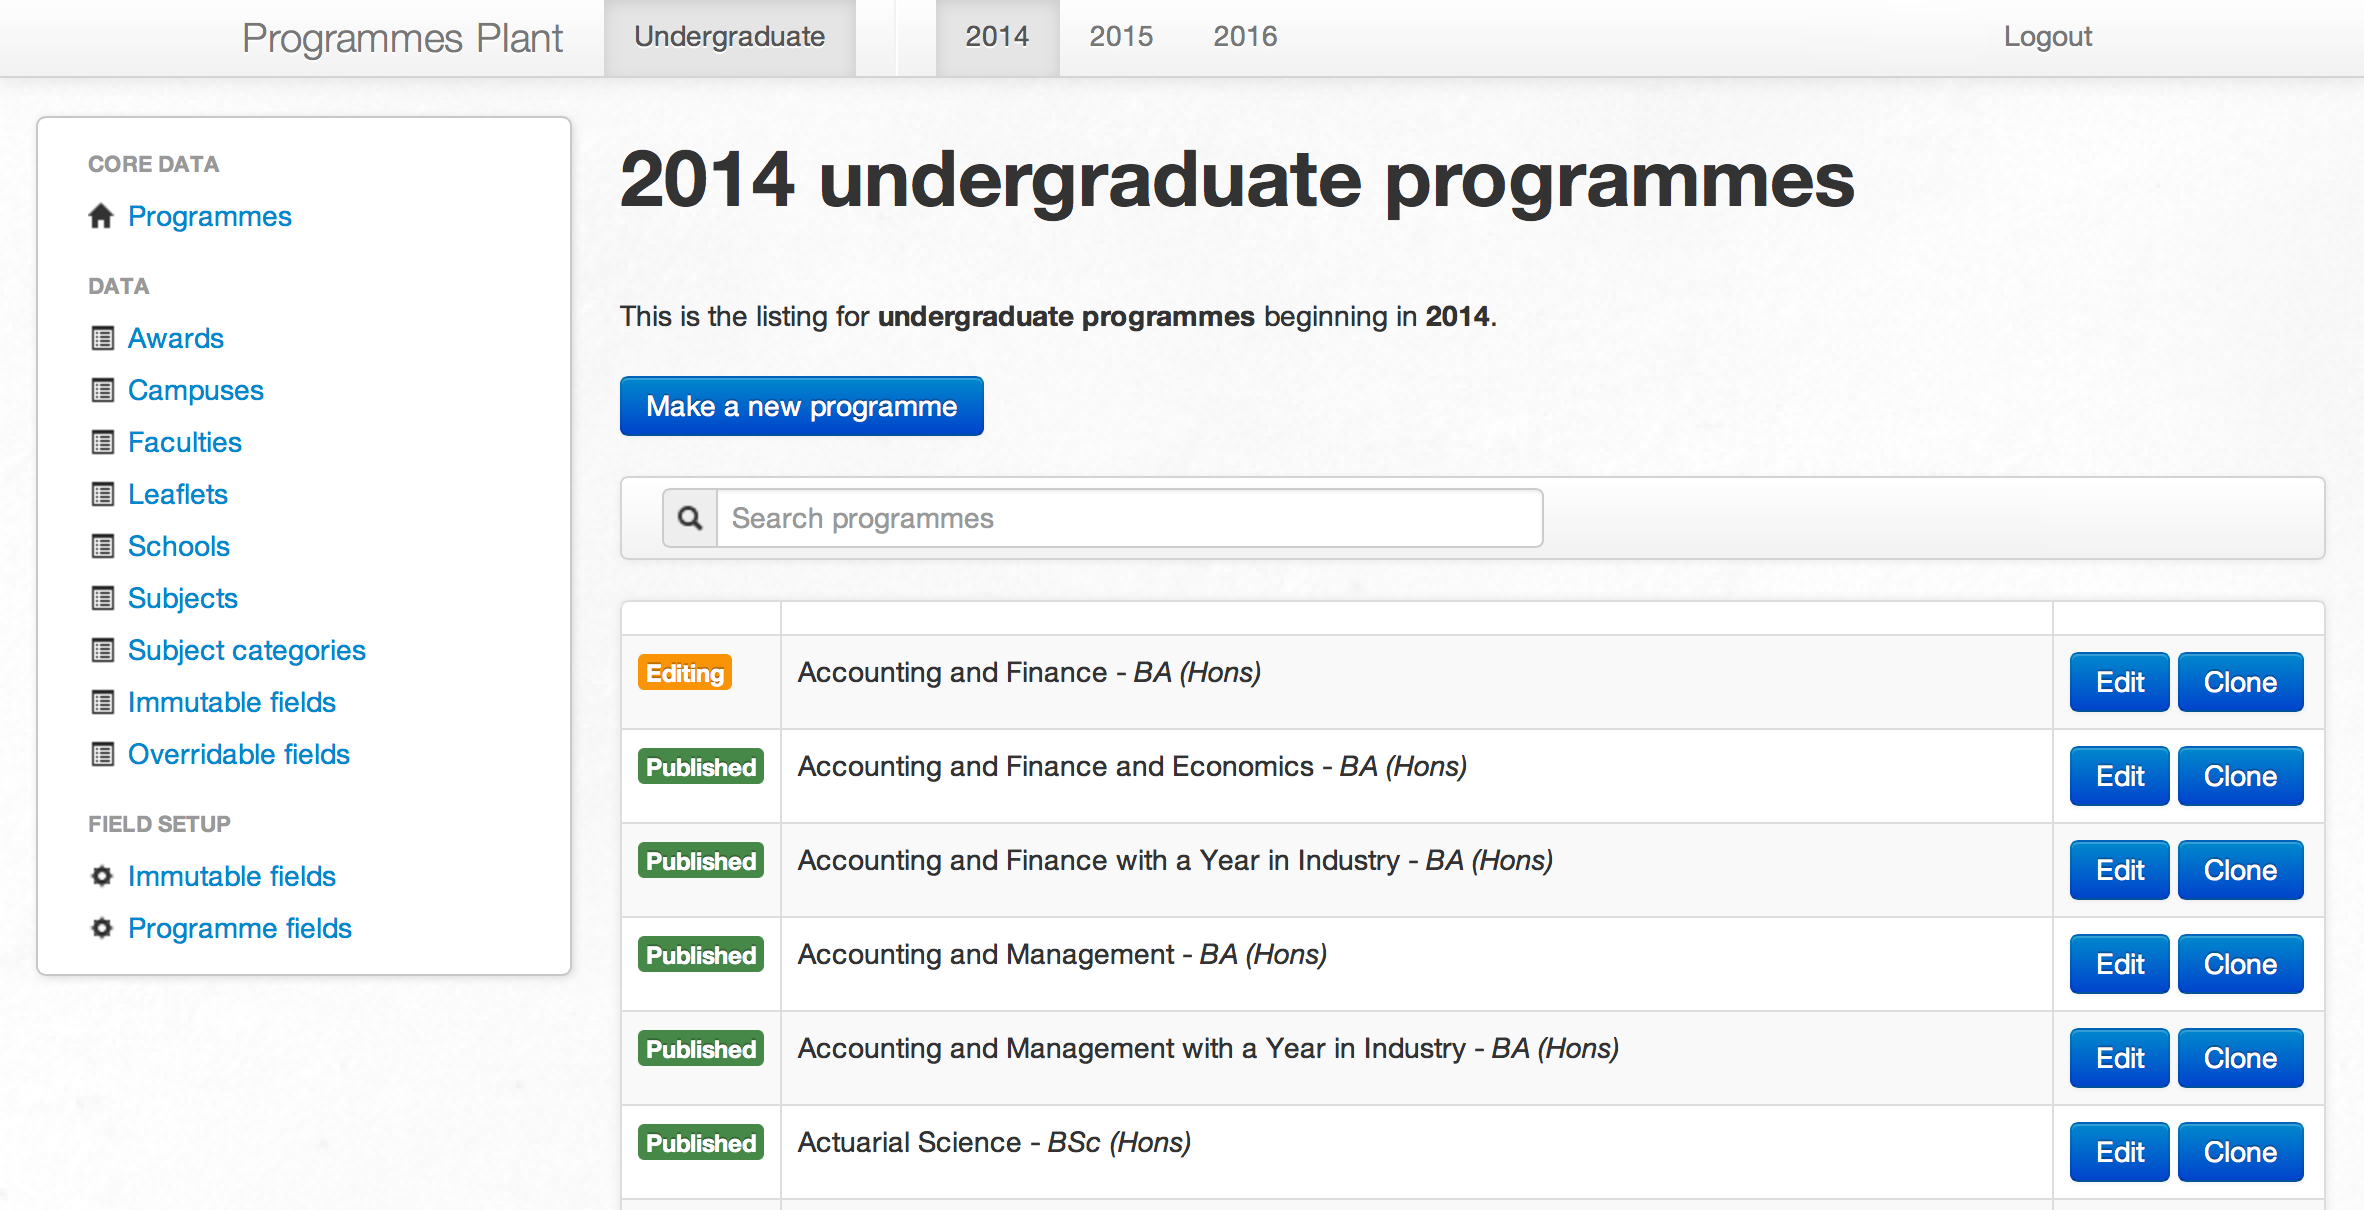 Programmes Plant Undergraduate 2014 2015 2016 Logout
CORE DATA
Programmes
DATA
Awards
Campuses
Faculties
Leaflets
Schools
Subjects
Subject categories
Immutable fields
Overridable fields
FIELD SETUP
Immutable fields
Programme fields
2014 undergraduate programmes
This is the listing for undergraduate programmes beginning in 2014.
Make a new programme
Search programmes
Editing Accounting and Finance - BA (Hons) Edit Clone
Published Accounting and Finance and Economics - BA (Hons) Edit Clone
Published Accounting and Finance with a Year in Industry - BA (Hons) Edit Clone
Published Accounting and Management - BA (Hons) Edit Clone
Published Accounting and Management with a Year in Industry - BA (Hons) Edit Clone
Published Actuarial Science - BSc (Hons) Edit Clone